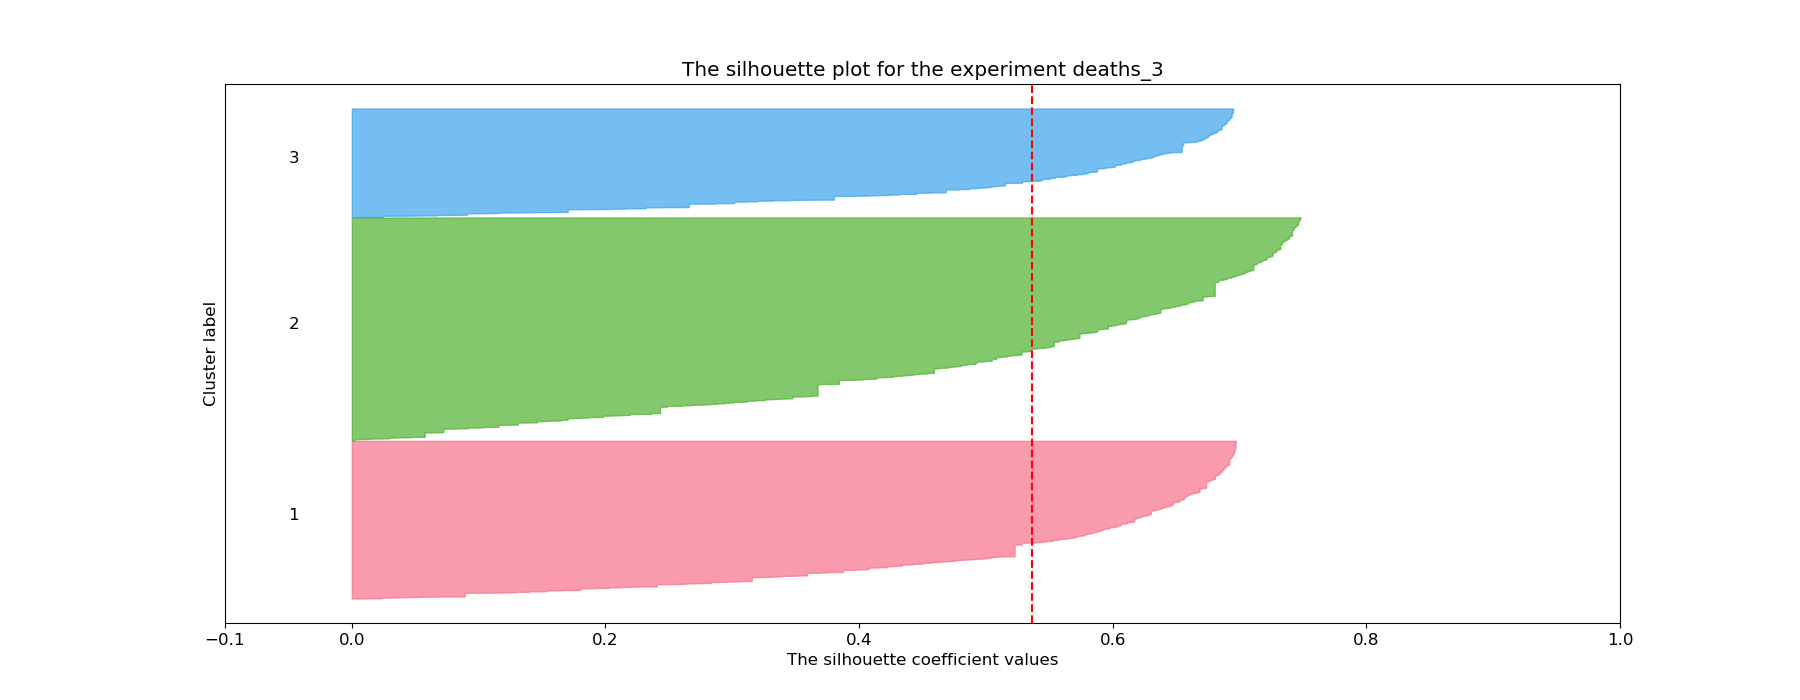 The silhouette plot for the experiment deaths_3
3
2
1
Cluster label
−0.1 0.0 0.2 0.4 0.6 0.8 1.0
The silhouette coefficient values